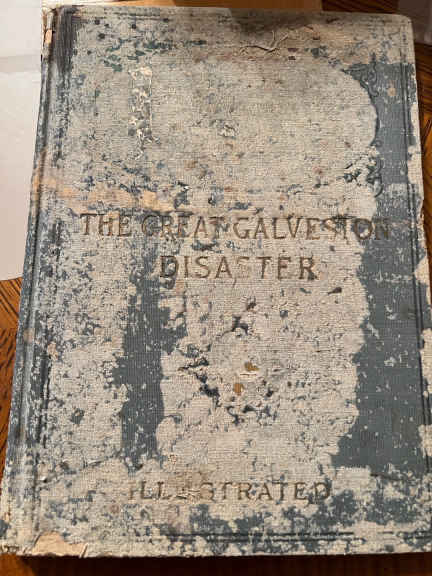 THE GREAT GALVESTON
DISASTER
ILLUSTRATED